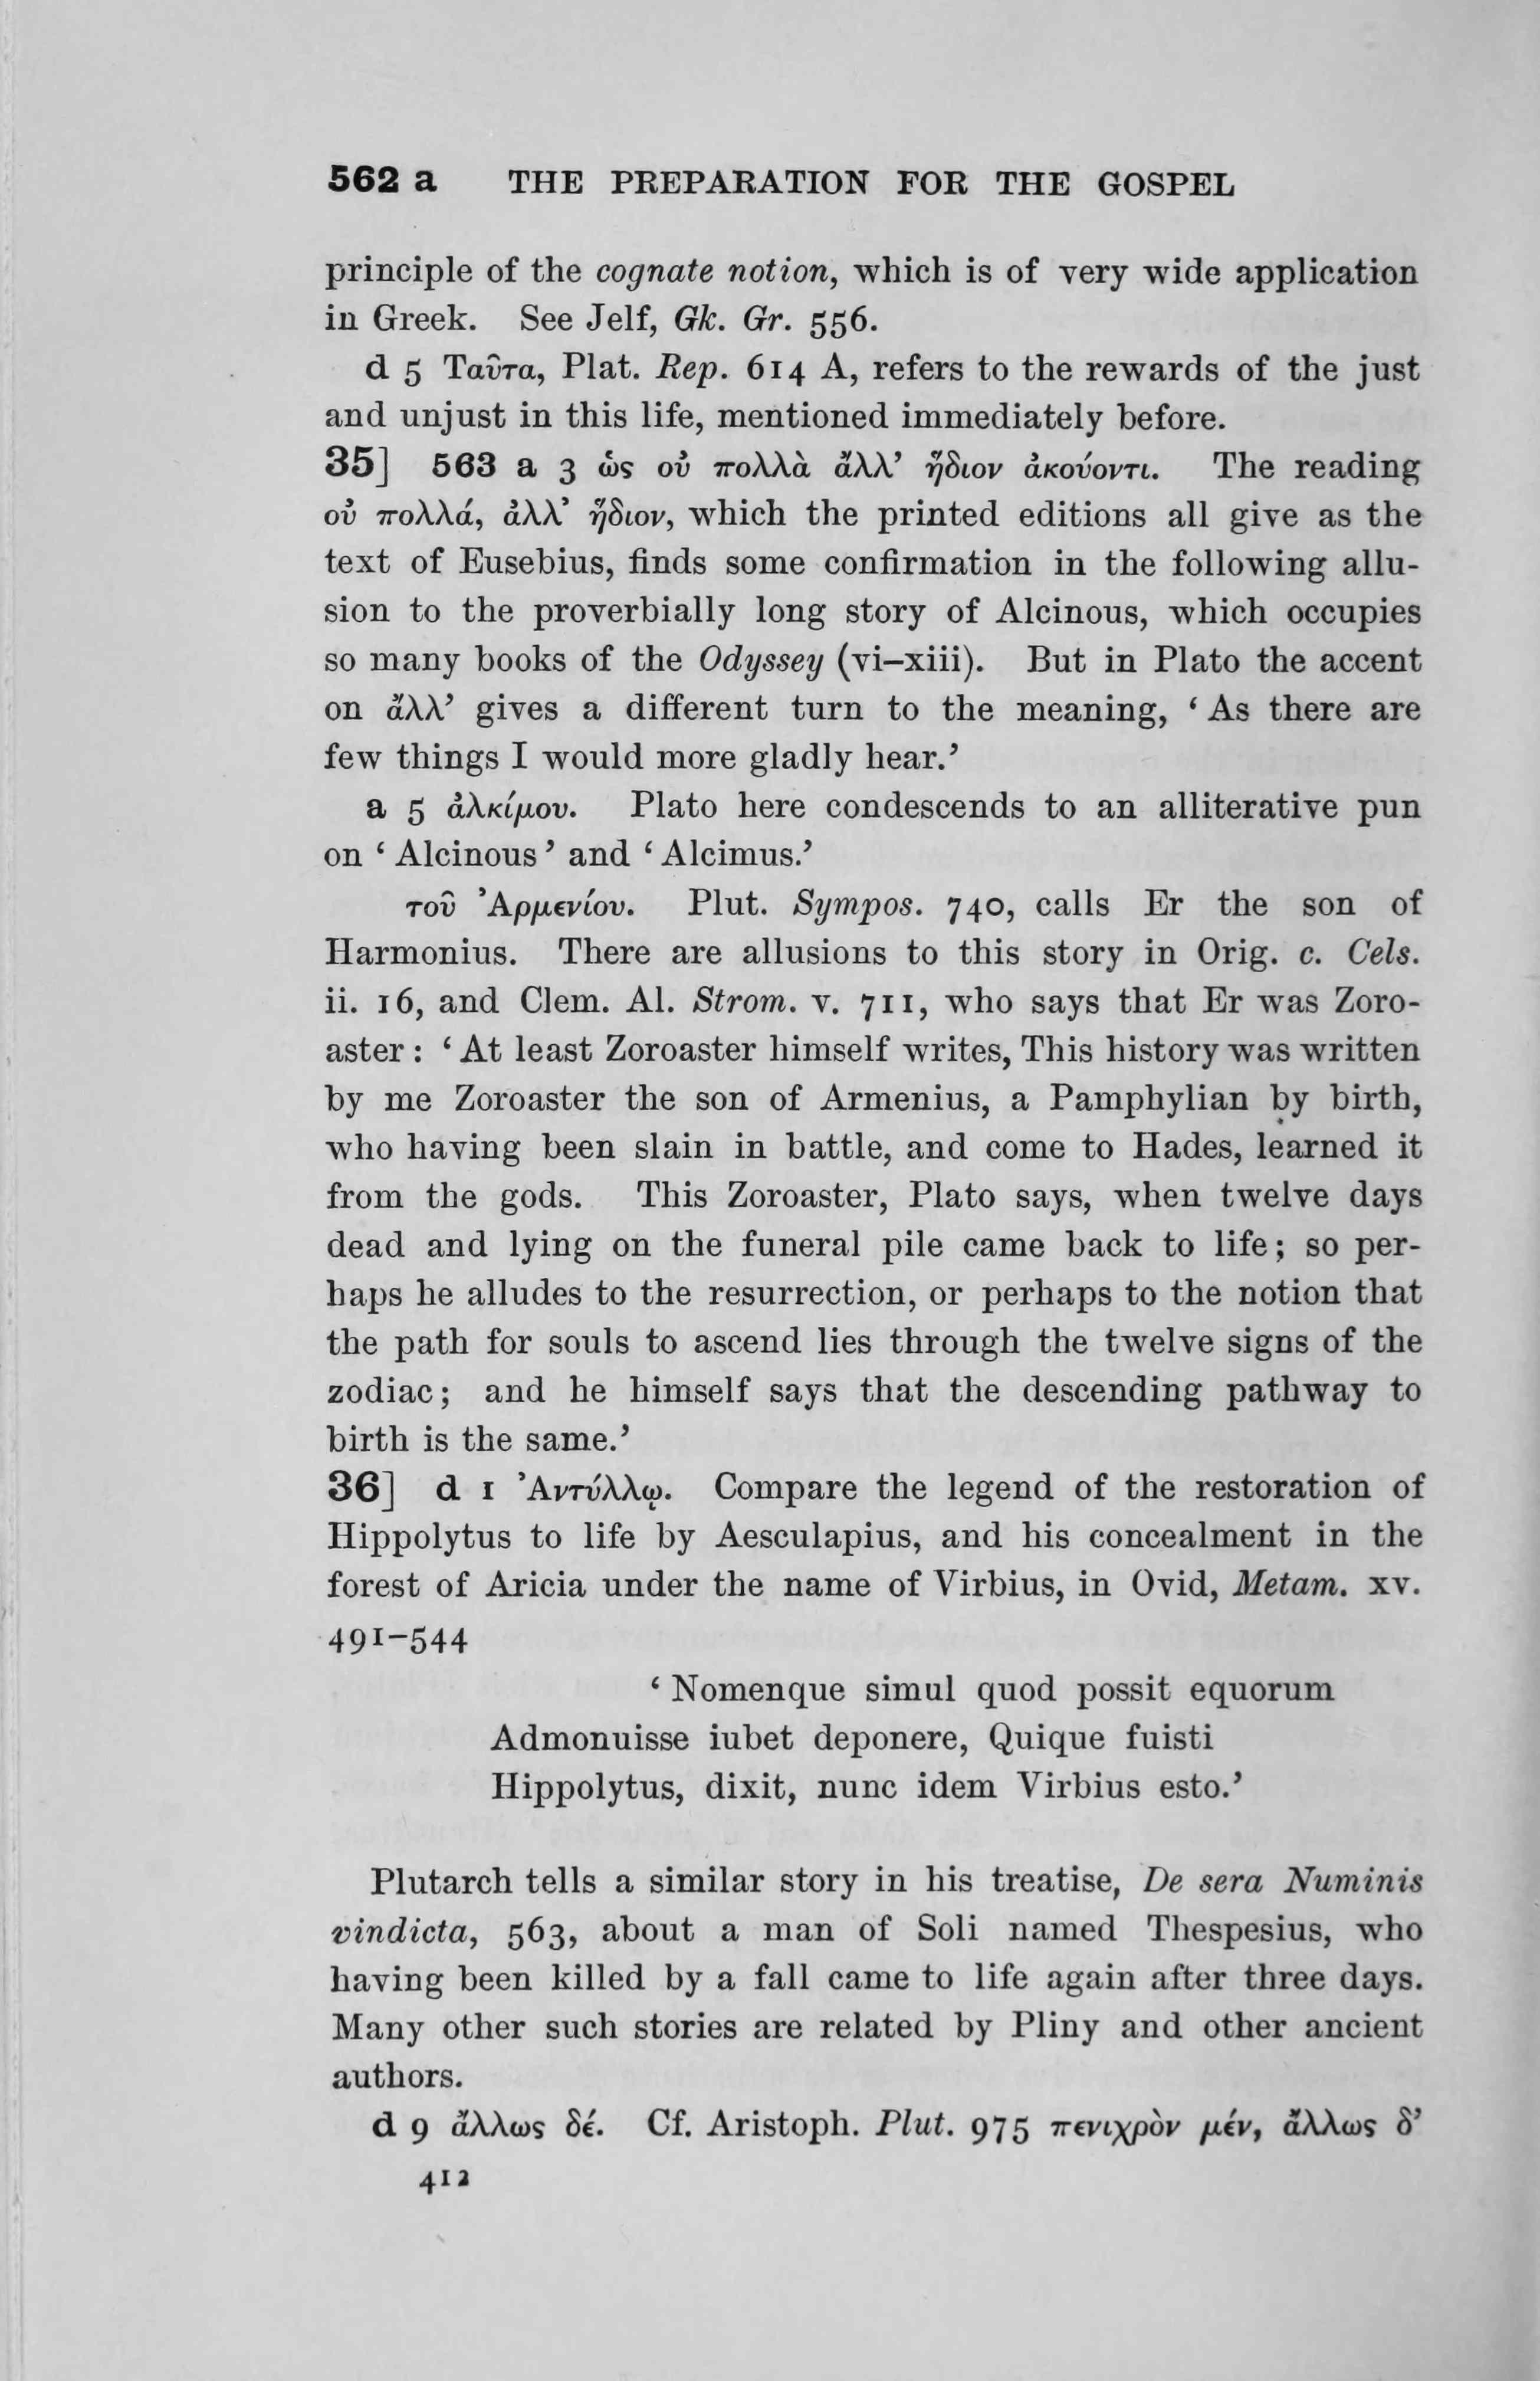 562 a THE PREPARATION FOR THE GOSPEL
principle of the cognate notion, which is of very wide application
in Greek. See Jelf, Gk. Gr. 556.
d 5 Ταῦτα, Plat. Rep. 614 A, refers to the rewards of the just
and unjust in this life, mentioned immediately before.
35] 563 a 3 ὡς οὐ πολλὰ ἄλλ’ ἥδιον ἀκούοντι. The reading
οὐ πολλά, ἀλλ’ ἥδιον, which the printed editions all give as the
text of Eusebius, finds some confirmation in the following allu-
sion to the proverbially long story of Alcinous, which occupies
so many books of the Odyssey (vi–xiii). But in Plato the accent
on ἄλλ’ gives a different turn to the meaning, ‘ As there are
few things I would more gladly hear.’
a 5 ἀλκίμου. Plato here condescends to an alliterative pun
on ‘ Alcinous ’ and ‘ Alcimus.’
τοῦ Ἀρμενίου. Plut. Sympos. 740, calls Er the son of
Harmonius. There are allusions to this story in Orig. c. Cels.
ii. 16, and Clem. Al. Strom. v. 711, who says that Er was Zoro-
aster : ‘ At least Zoroaster himself writes, This history was written
by me Zoroaster the son of Armenius, a Pamphylian by birth,
who having been slain in battle, and come to Hades, learned it
from the gods. This Zoroaster, Plato says, when twelve days
dead and lying on the funeral pile came back to life; so per-
haps he alludes to the resurrection, or perhaps to the notion that
the path for souls to ascend lies through the twelve signs of the
zodiac; and he himself says that the descending pathway to
birth is the same.’
36] d 1 Ἀντύλλῳ. Compare the legend of the restoration of
Hippolytus to life by Aesculapius, and his concealment in the
forest of Aricia under the name of Virbius, in Ovid, Metam. xv.
491–544
‘ Nomenque simul quod possit equorum
Admonuisse iubet deponere, Quique fuisti
Hippolytus, dixit, nunc idem Virbius esto.’
Plutarch tells a similar story in his treatise, De sera Numinis
vindicta, 563, about a man of Soli named Thespesius, who
having been killed by a fall came to life again after three days.
Many other such stories are related by Pliny and other ancient
authors.
d 9 ἄλλως δέ. Cf. Aristoph. Plut. 975 πενιχρὸν μέν, ἄλλως δ’
412